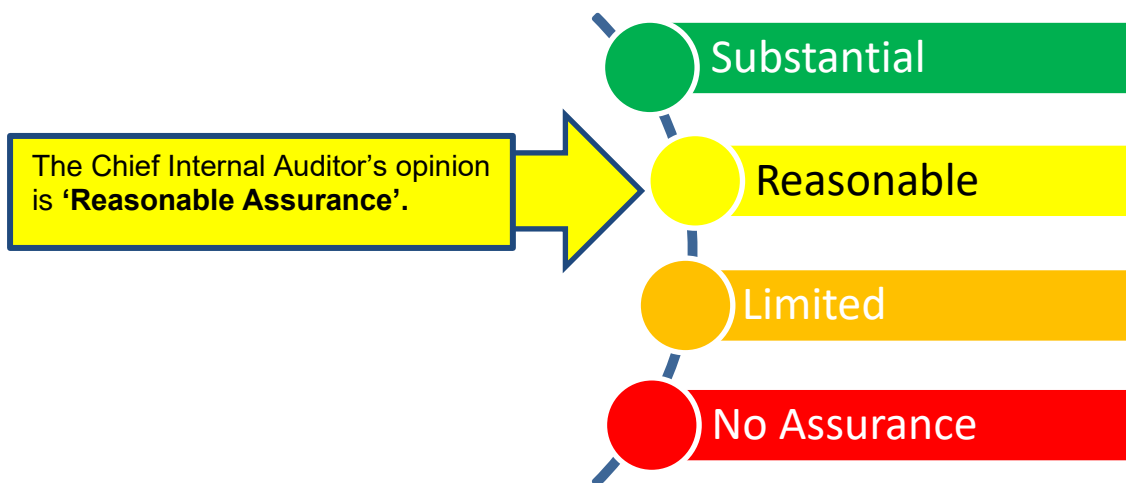 Substantial
The Chief Internal Auditor’s opinion
is ‘Reasonable Assurance’.
Reasonable
Limited
No Assurance